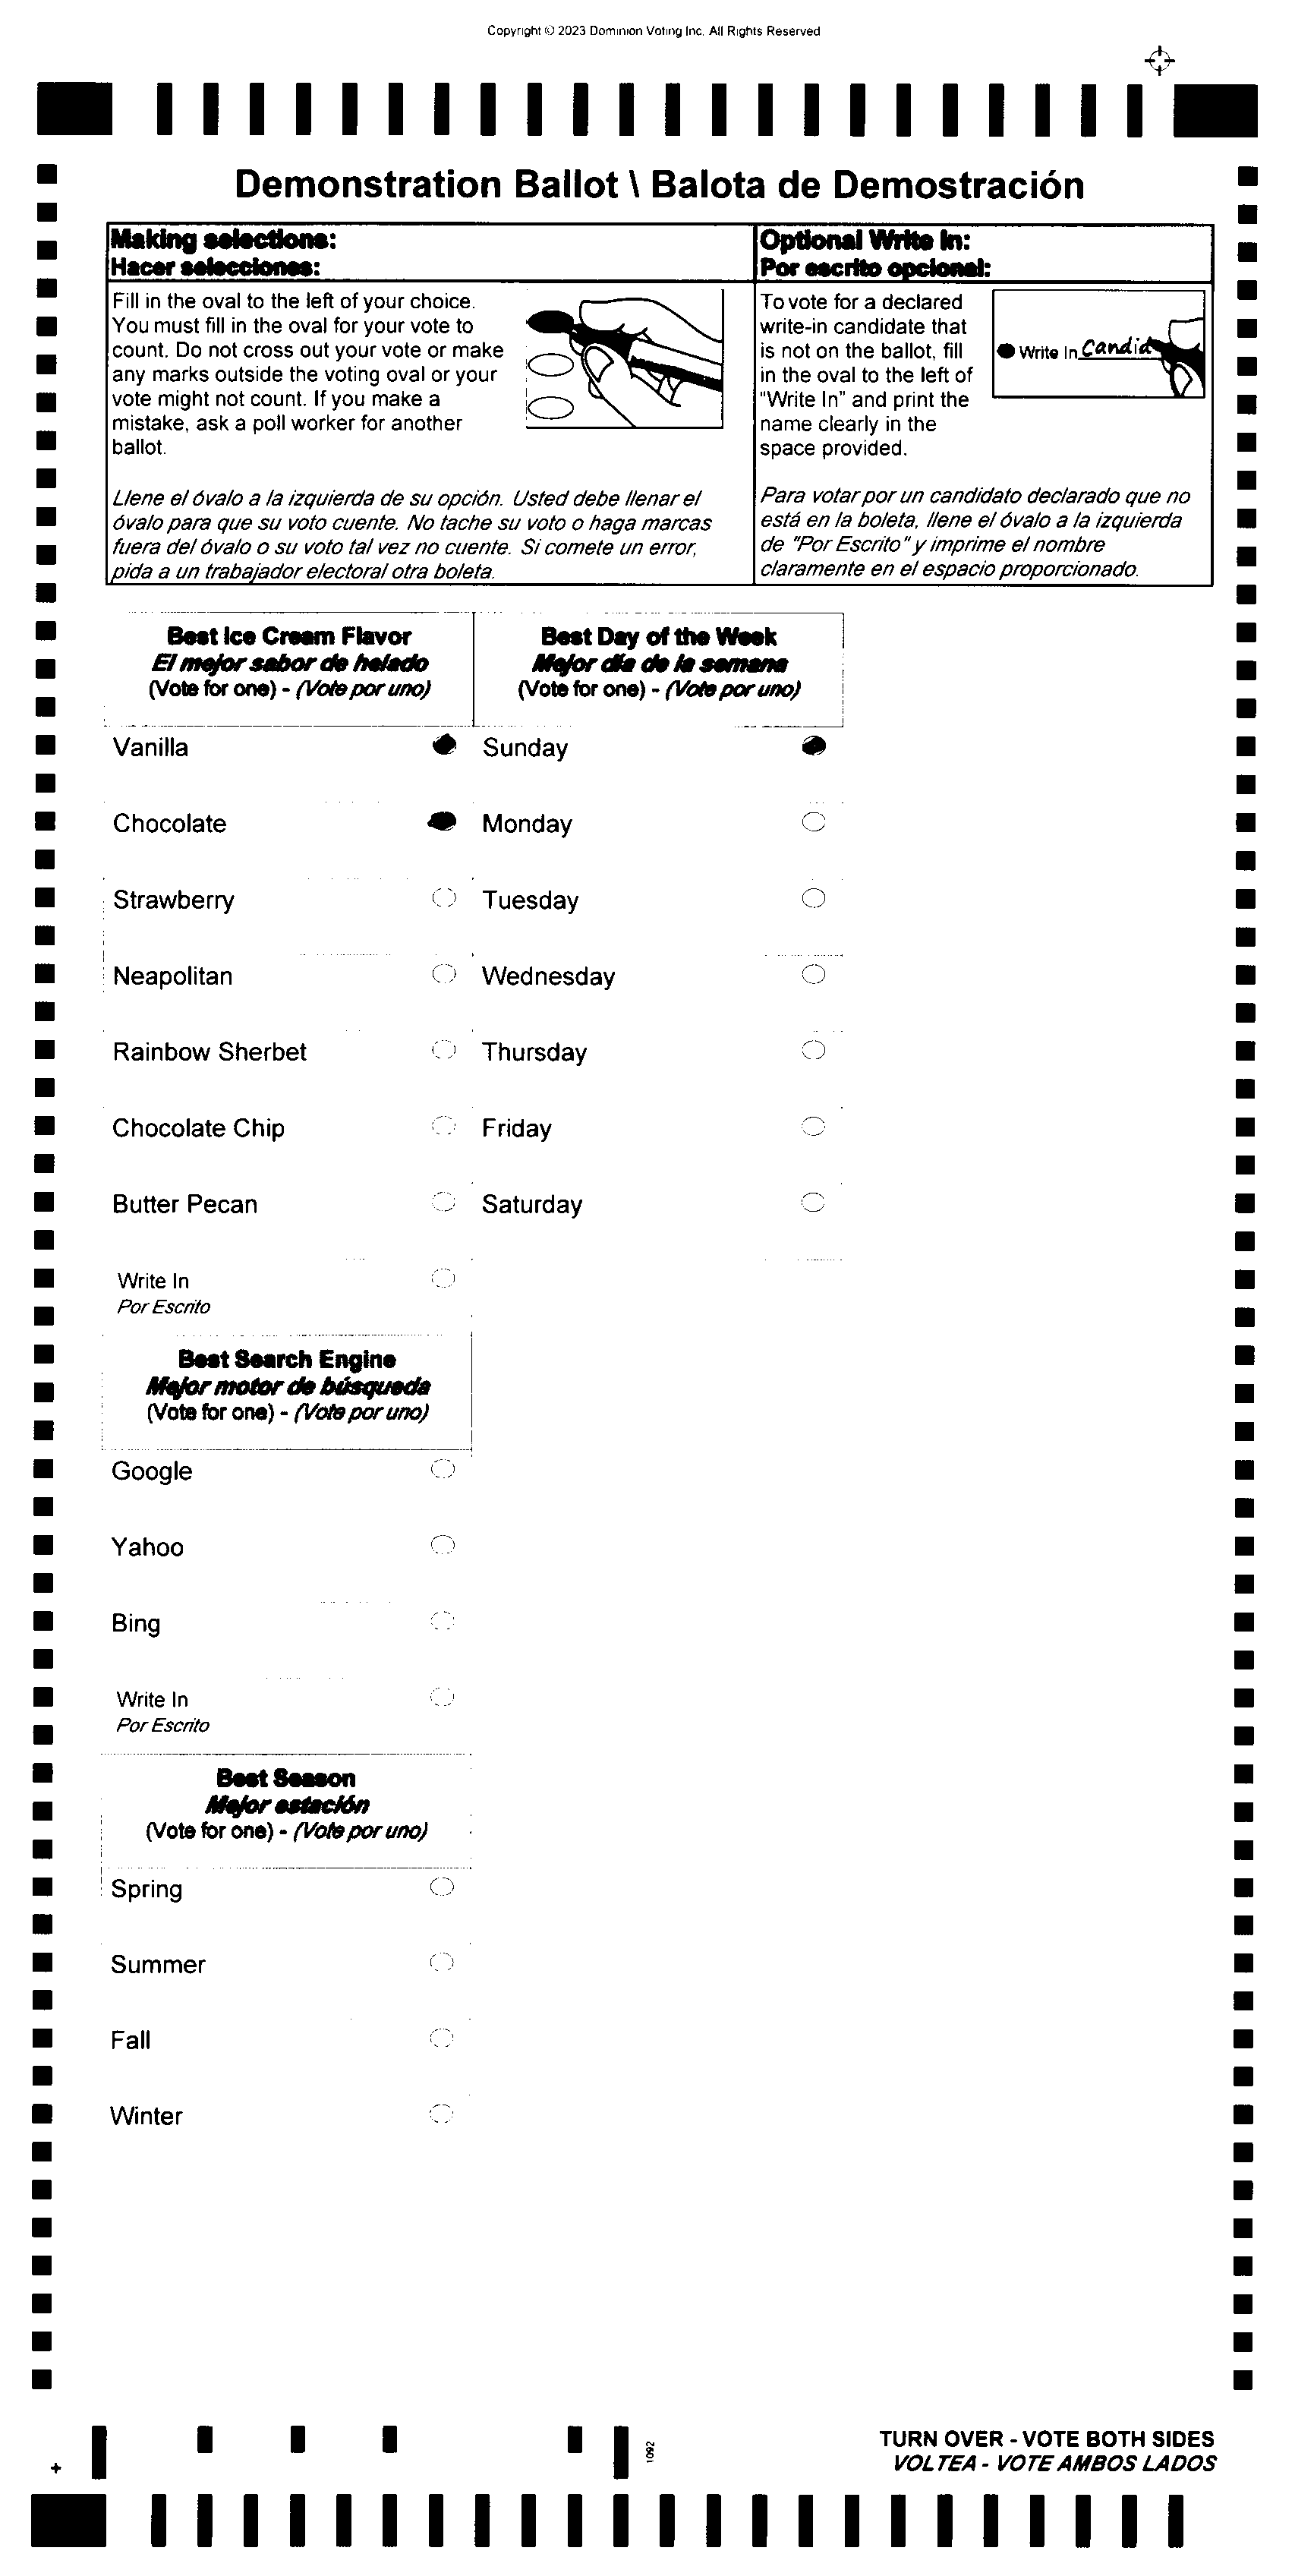 Copyright © 2023 Dominion Voting Inc. All Rights Reserved
Demonstration Ballot \ Balota de Demostración
Making selections:
Hacer selecciones:
Fill in the oval to the left of your choice.
You must fill in the oval for your vote to
count. Do not cross out your vote or make
any marks outside the voting oval or your
vote might not count. If you make a
mistake, ask a poll worker for another
ballot.
Llene el óvalo a la izquierda de su opción. Usted debe llenar el
óvalo para que su voto cuente. No tache su voto o haga marcas
fuera del óvalo o su voto tal vez no cuente. Si comete un error,
pida a un trabajador electoral otra boleta.
Optional Write In:
Por escrito opcional:
To vote for a declared
write-in candidate that
is not on the ballot, fill
in the oval to the left of
"Write In" and print the
name clearly in the
space provided.
Write In Candid
Para votar por un candidato declarado que no
está en la boleta, llene el óvalo a la izquierda
de "Por Escrito" y imprime el nombre
claramente en el espacio proporcionado.
Best Ice Cream Flavor
El mejor sabor de helado
(Vote for one) - (Vote por uno)
Vanilla
Chocolate
Strawberry
Neapolitan
Rainbow Sherbet
Chocolate Chip
Butter Pecan
Write In
Por Escrito
Best Search Engine
Mejor motor de búsqueda
(Vote for one) - (Vote por uno)
Google
Yahoo
Bing
Write In
Por Escrito
Best Season
Mejor estación
(Vote for one) - (Vote por uno)
Spring
Summer
Fall
Winter
Best Day of the Week
Mejor día de la semana
(Vote for one) - (Vote por uno)
Sunday
Monday
Tuesday
Wednesday
Thursday
Friday
Saturday
1092
TURN OVER - VOTE BOTH SIDES
VOLTEA - VOTE AMBOS LADOS